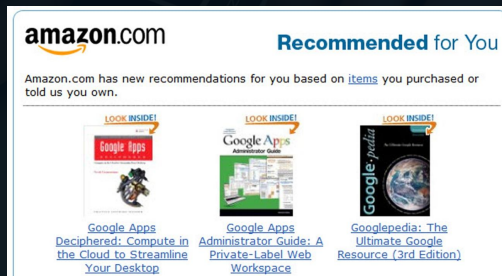 amazon.com
Recommended for You
Amazon.com has new recommendations for you based on items you purchased or
told us you own.
LOOK INSIDE!
LOOK INSIDE!
LOOK INSIDE!
Google Apps
Google Apps
Administrator Guide
Google-pedia
Google Apps
Deciphered: Compute in
the Cloud to Streamline
Your Desktop
Google Apps
Administrator Guide: A
Private-Label Web
Workspace
Googlepedia: The
Ultimate Google
Resource (3rd Edition)